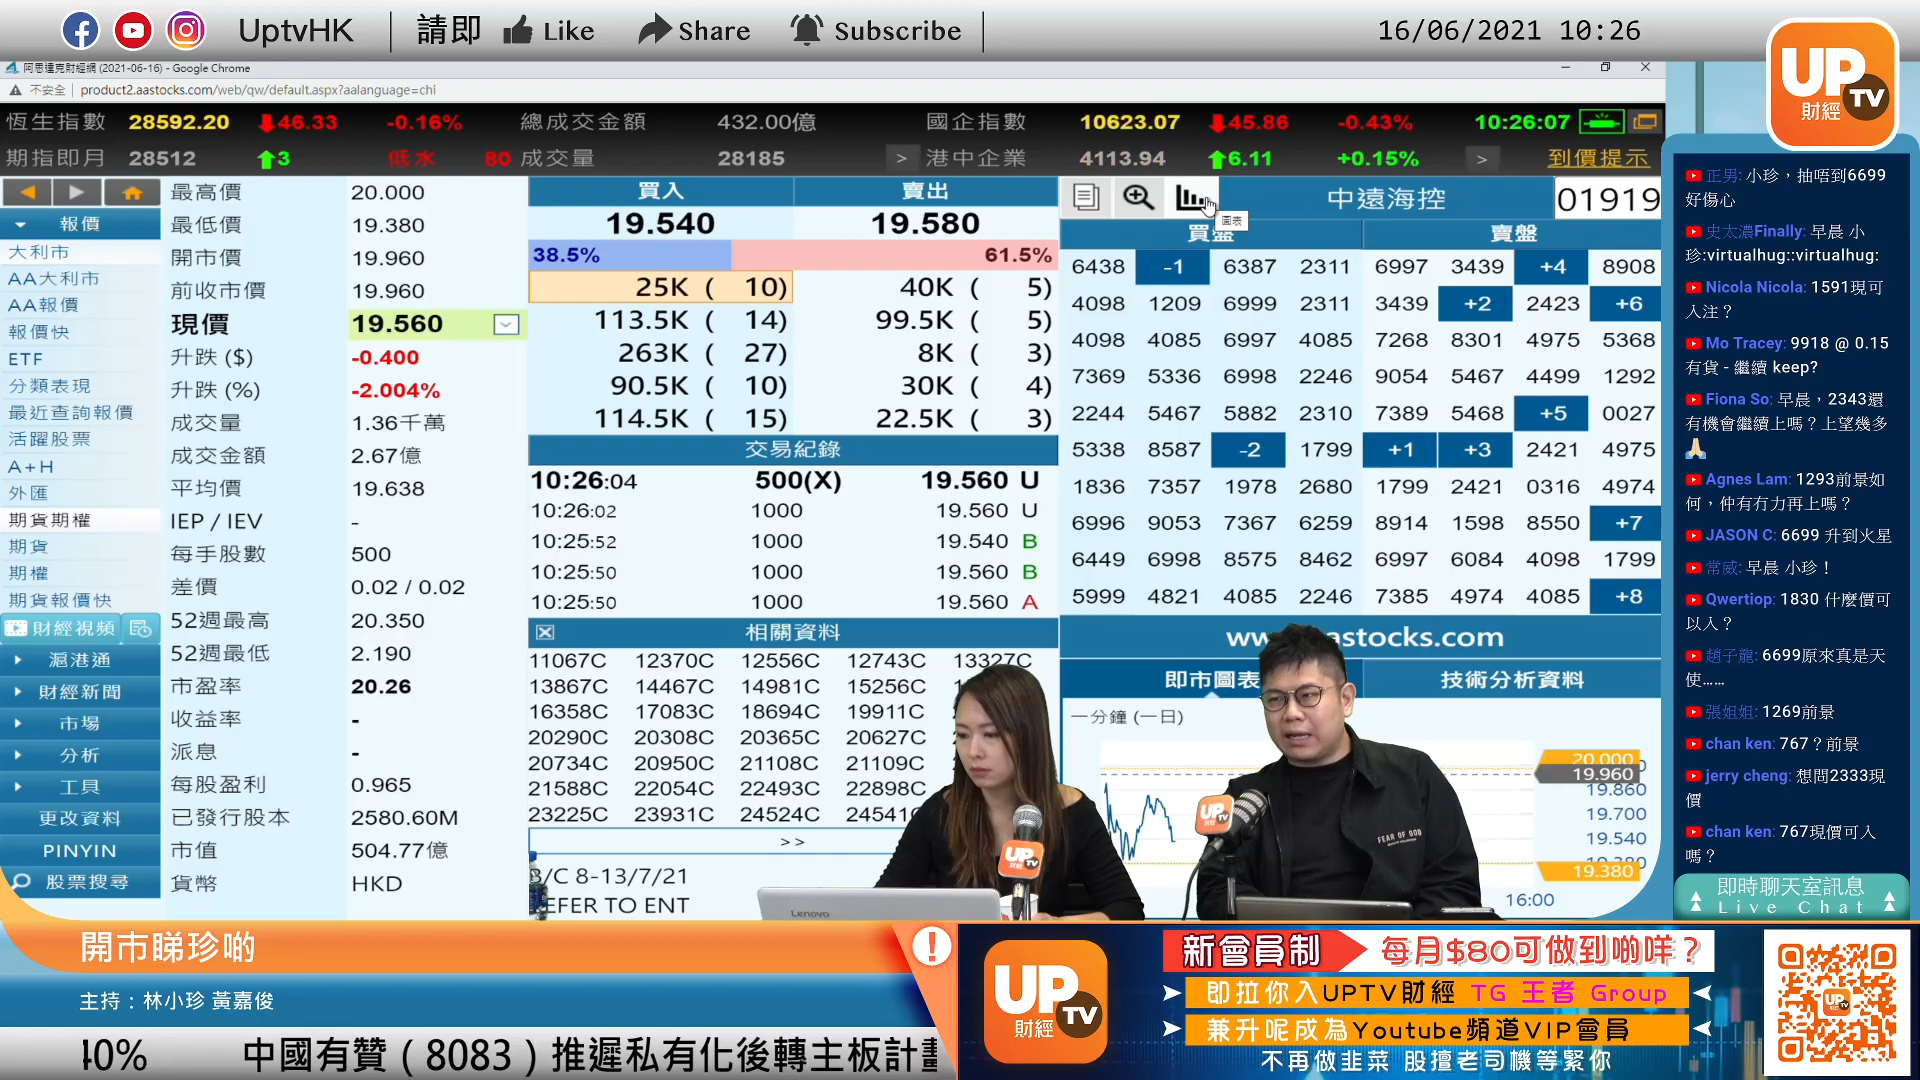 UptvHK 請即 Like Share Subscribe 16/06/2021 10:26
UP TV 財經
阿思達克財經網 (2021-06-16) - Google Chrome
不安全 product2.aastocks.com/web/qw/default.aspx?aalanguage=chi
恆生指數 28592.20 46.33 -0.16% 總成交金額 432.00億 國企指數 10623.07 45.86 -0.43% 10:26:07
期指即月 28512 3 低水 80 成交量 28185 > 港中企業 4113.94 6.11 +0.15% > 到價提示
報價
大利市
AA大利市
AA報價
報價快
ETF
分類表現
最近查詢報價
活躍股票
A+H
外匯
期貨期權
期貨
期權
期貨報價快
財經視頻
滬港通
財經新聞
市場
分析
工具
更改資料
PINYIN
股票搜尋
最高價 20.000
最低價 19.380
開市價 19.960
前收市價 19.960
現價 19.560
升跌 ($) -0.400
升跌 (%) -2.004%
成交量 1.36千萬
成交金額 2.67億
平均價 19.638
IEP / IEV -
每手股數 500
差價 0.02 / 0.02
52週最高 20.350
52週最低 2.190
市盈率 20.26
收益率 -
派息 -
每股盈利 0.965
已發行股本 2580.60M
市值 504.77億
貨幣 HKD
買入 賣出
19.540 19.580
38.5% 61.5%
25K ( 10) 40K ( 5)
113.5K ( 14) 99.5K ( 5)
263K ( 27) 8K ( 3)
90.5K ( 10) 30K ( 4)
114.5K ( 15) 22.5K ( 3)
交易紀錄
10:26:04 500(X) 19.560 U
10:26:02 1000 19.560 U
10:25:52 1000 19.540 B
10:25:50 1000 19.560 B
10:25:50 1000 19.560 A
相關資料
11067C 12370C 12556C 12743C 13327C
13867C 14467C 14981C 15256C
16358C 17083C 18694C 19911C
20290C 20308C 20365C 20627C
20734C 20950C 21108C 21109C
21588C 22054C 22493C 22898C
23225C 23931C 24524C 24541C
>>
B/C 8-13/7/21
EFER TO ENT
中遠海控 01919
圖表
買盤 賣盤
6438 -1 6387 2311 6997 3439 +4 8908
4098 1209 6999 2311 3439 +2 2423 +6
4098 4085 6997 4085 7268 8301 4975 5368
7369 5336 6998 2246 9054 5467 4499 1292
2244 5467 5882 2310 7389 5468 +5 0027
5338 8587 -2 1799 +1 +3 2421 4975
1836 7357 1978 2680 1799 2421 0316 4974
6996 9053 7367 6259 8914 1598 8550 +7
6449 6998 8575 8462 6997 6084 4098 1799
5999 4821 4085 2246 7385 4974 4085 +8
astocks.com
即市圖表 技術分析資料
一分鐘 (一日)
20.000
19.960
19.860
19.700
19.540
19.380
16:00
FEAR OF GOD
Lenovo
UP TV
UP TV
正男: 小珍，抽唔到6699
好傷心
史太濃Finally: 早晨 小
珍:virtualhug::virtualhug:
Nicola Nicola: 1591現可
人注？
Mo Tracey: 9918 @ 0.15
有貨 - 繼續 keep?
Fiona So: 早晨，2343還
有機會繼續上嗎？上望幾多
🙏🏻
Agnes Lam: 1293前景如
何，仲有冇力再上嗎？
JASON C: 6699 升到火星
常威: 早晨 小珍！
Qwertiop: 1830 什麼價可
以入？
趙子龍: 6699原來真是天
使......
張姐姐: 1269前景
chan ken: 767？前景
jerry cheng: 想問2333現
價
chan ken: 767現價可入
嗎？
即時聊天室訊息
Live Chat
開市睇珍啲
主持：林小珍 黃嘉俊
40% 中國有贊（8083）推遲私有化後轉主板計劃
UP TV 財經
新會員制 每月$80可做到啲咩？
即拉你入UPTV財經 TG 王者 Group
兼升呢成為Youtube頻道VIP會員
不再做韭菜 股擅老司機等緊你
UP TV